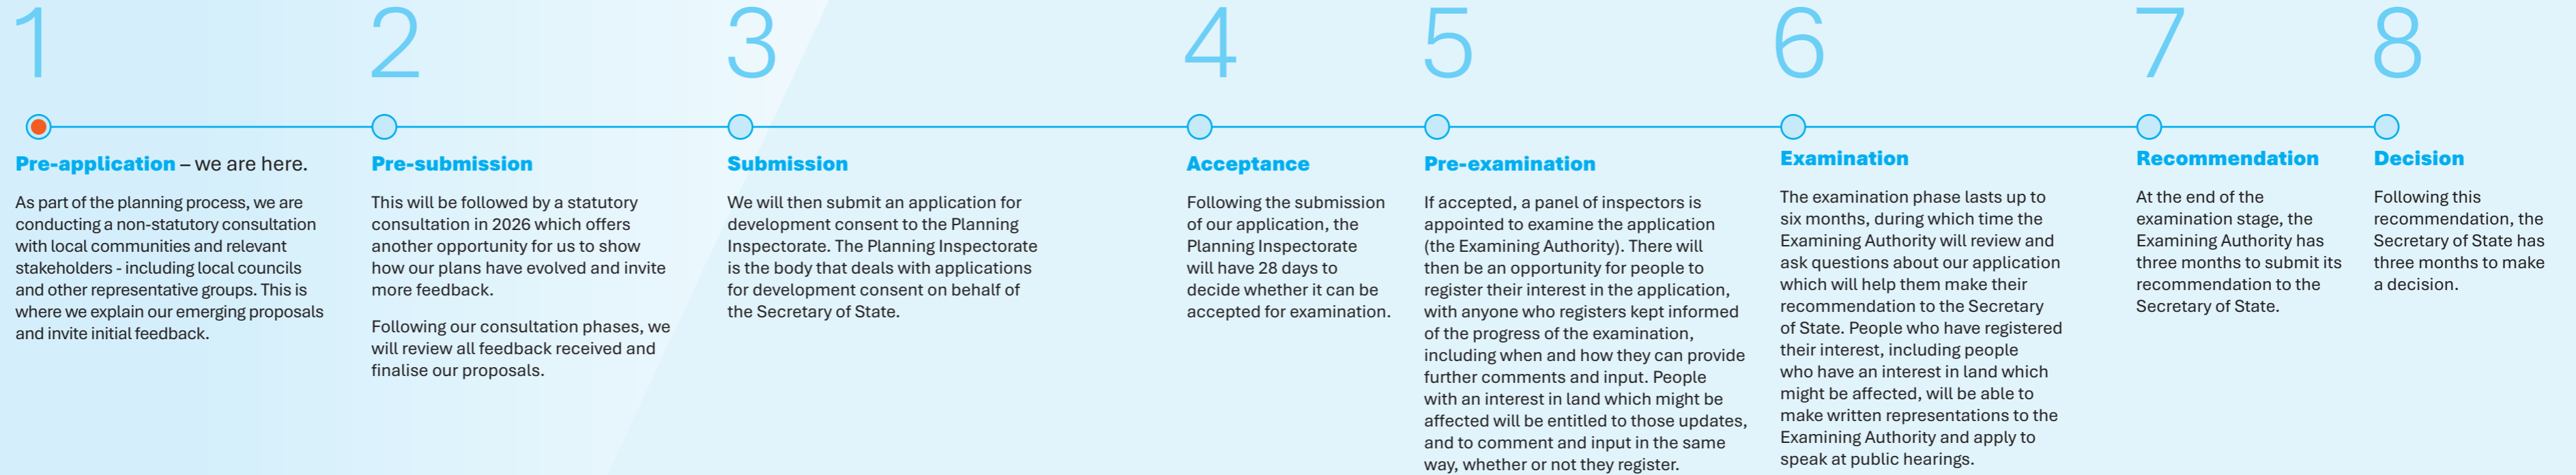 1
Pre-application – we are here.
As part of the planning process, we are
conducting a non-statutory consultation
with local communities and relevant
stakeholders - including local councils
and other representative groups. This is
where we explain our emerging proposals
and invite initial feedback.
2
Pre-submission
This will be followed by a statutory
consultation in 2026 which offers
another opportunity for us to show
how our plans have evolved and invite
more feedback.
Following our consultation phases, we
will review all feedback received and
finalise our proposals.
3
Submission
We will then submit an application for
development consent to the Planning
Inspectorate. The Planning Inspectorate
is the body that deals with applications
for development consent on behalf of
the Secretary of State.
4
Acceptance
Following the submission
of our application, the
Planning Inspectorate
will have 28 days to
decide whether it can be
accepted for examination.
5
Pre-examination
If accepted, a panel of inspectors is
appointed to examine the application
(the Examining Authority). There will
then be an opportunity for people to
register their interest in the application,
with anyone who registers kept informed
of the progress of the examination,
including when and how they can provide
further comments and input. People
with an interest in land which might be
affected will be entitled to those updates,
and to comment and input in the same
way, whether or not they register.
6
Examination
The examination phase lasts up to
six months, during which time the
Examining Authority will review and
ask questions about our application
which will help them make their
recommendation to the Secretary
of State. People who have registered
their interest, including people
who have an interest in land which
might be affected, will be able to
make written representations to the
Examining Authority and apply to
speak at public hearings.
7
Recommendation
At the end of the
examination stage, the
Examining Authority has
three months to submit its
recommendation to the
Secretary of State.
8
Decision
Following this
recommendation, the
Secretary of State has
three months to make
a decision.